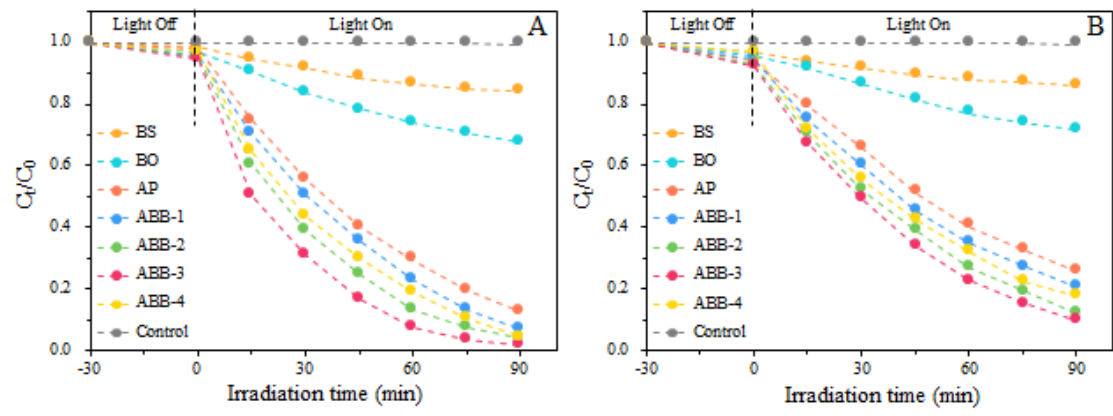 Light Off Light On A
1.0
0.8
0.6
0.4
0.2
0.0
Cₜ/C₀
BS
BO
AP
ABB-1
ABB-2
ABB-3
ABB-4
Control
-30 0 30 60 90
Irradiation time (min)
Light Off Light On B
1.0
0.8
0.6
0.4
0.2
0.0
Cₜ/C₀
BS
BO
AP
ABB-1
ABB-2
ABB-3
ABB-4
Control
-30 0 30 60 90
Irradiation time (min)